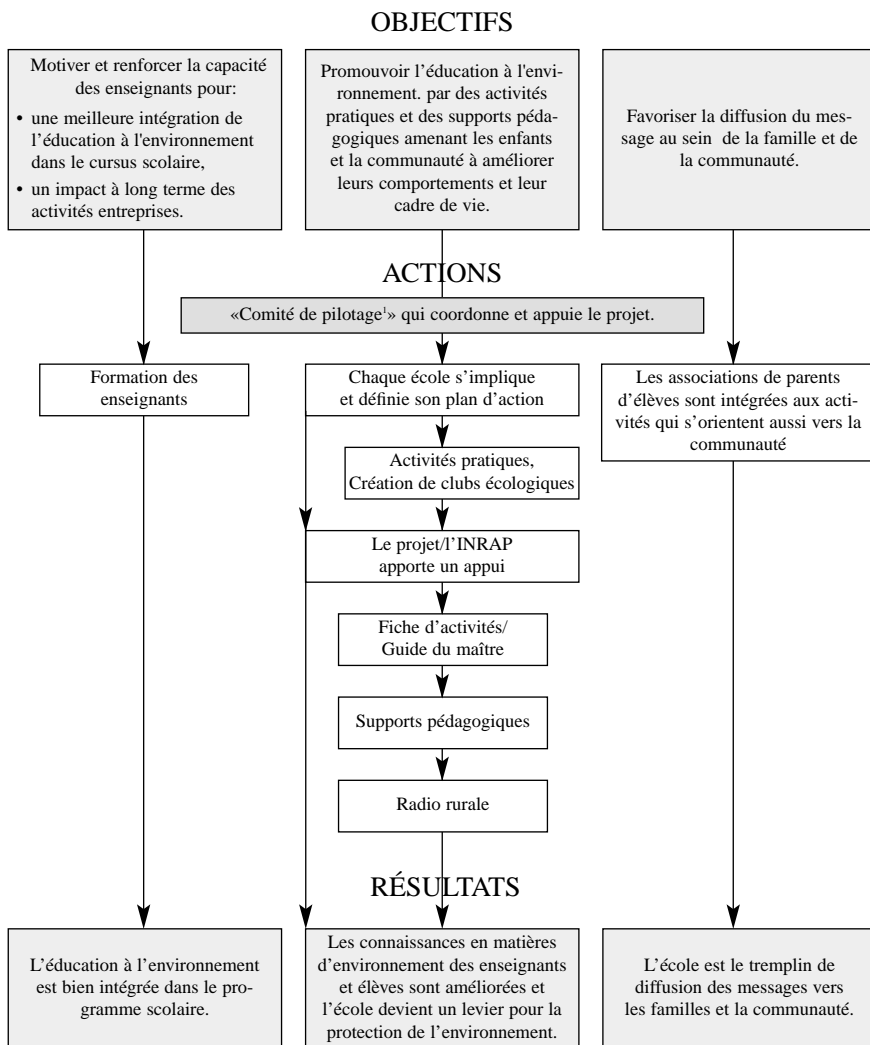 OBJECTIFS
Motiver et renforcer la capacité
des enseignants pour:
• une meilleure intégration de
l’éducation à l'environnement
dans le cursus scolaire,
• un impact à long terme des
activités entreprises.
Promouvoir l’éducation à l'envi-
ronnement. par des activités
pratiques et des supports péda-
gogiques amenant les enfants
et la communauté à améliorer
leurs comportements et leur
cadre de vie.
Favoriser la diffusion du mes-
sage au sein de la famille et de
la communauté.
ACTIONS
«Comité de pilotage¹» qui coordonne et appuie le projet.
Formation des
enseignants
Chaque école s’implique
et définie son plan d’action
Les associations de parents
d’élèves sont intégrées aux acti-
vités qui s’orientent aussi vers la
communauté
Activités pratiques,
Création de clubs écologiques
Le projet/l’INRAP
apporte un appui
Fiche d’activités/
Guide du maître
Supports pédagogiques
Radio rurale
RÉSULTATS
L’éducation à l’environnement
est bien intégrée dans le pro-
gramme scolaire.
Les connaissances en matières
d’environnement des enseignants
et élèves sont améliorées et
l’école devient un levier pour la
protection de l’environnement.
L’école est le tremplin de
diffusion des messages vers
les familles et la communauté.